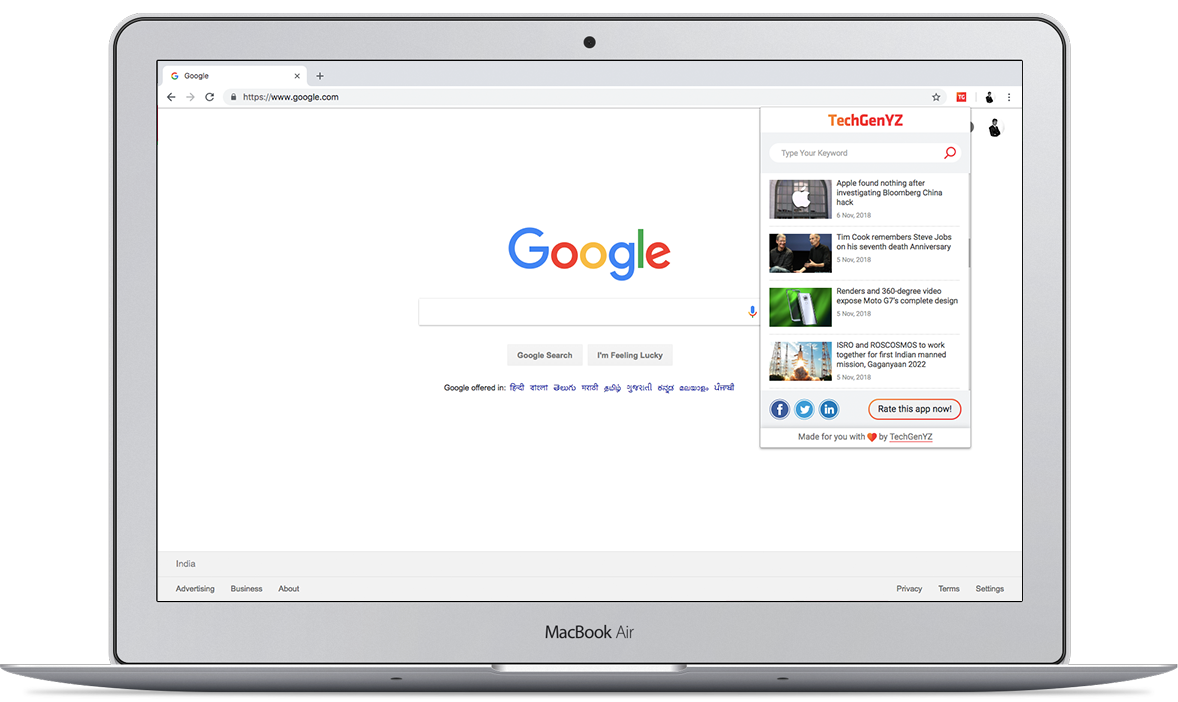 Google
https://www.google.com
TG
TechGenYZ
Type Your Keyword
Apple found nothing after
investigating Bloomberg China
hack
6 Nov, 2018
Tim Cook remembers Steve Jobs
on his seventh death Anniversary
5 Nov, 2018
Renders and 360-degree video
expose Moto G7's complete design
5 Nov, 2018
ISRO and ROSCOSMOS to work
together for first Indian manned
mission, Gaganyaan 2022
5 Nov, 2018
Rate this app now!
Made for you with by TechGenYZ
Google
Google Search I'm Feeling Lucky
Google offered in: हिन्दी বাংলা తెలుగు मराठी தமிழ் ગુજરાતી ಕನ್ನಡ മലയാളം ਪੰਜਾਬੀ
India
Advertising Business About Privacy Terms Settings
MacBook Air